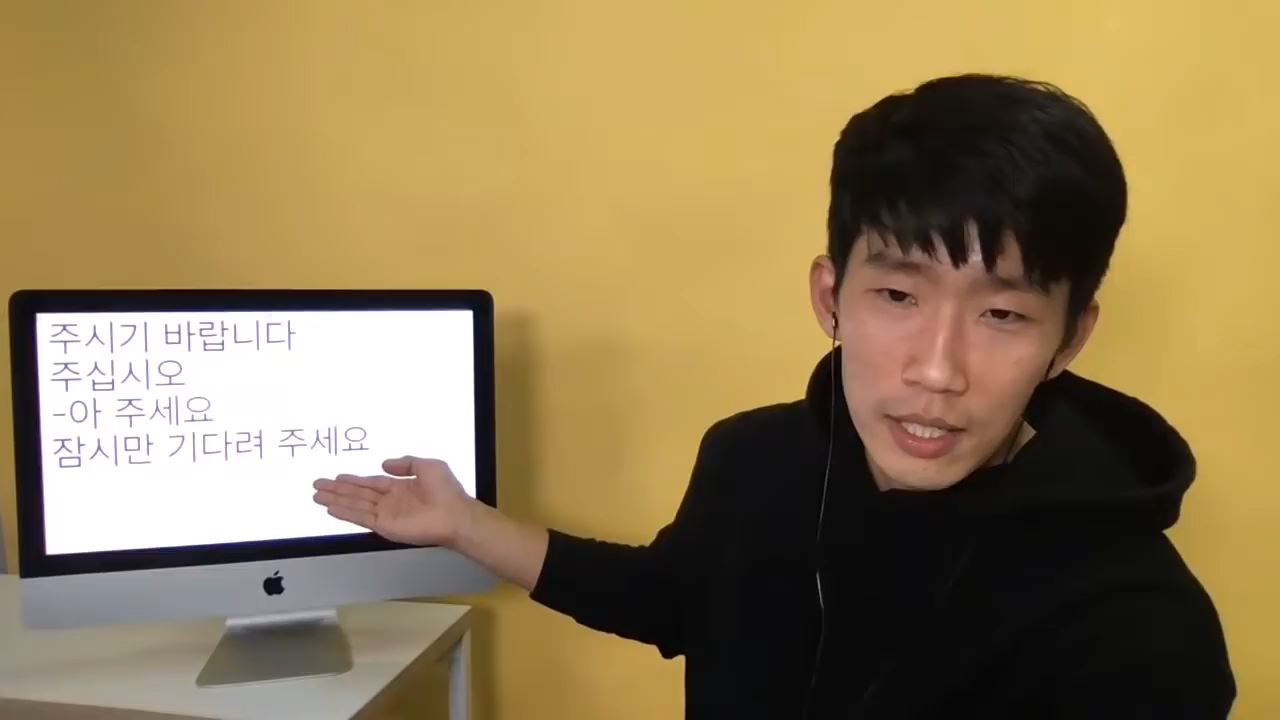 주시기 바랍니다
주십시오
-아 주세요
잠시만 기다려 주세요